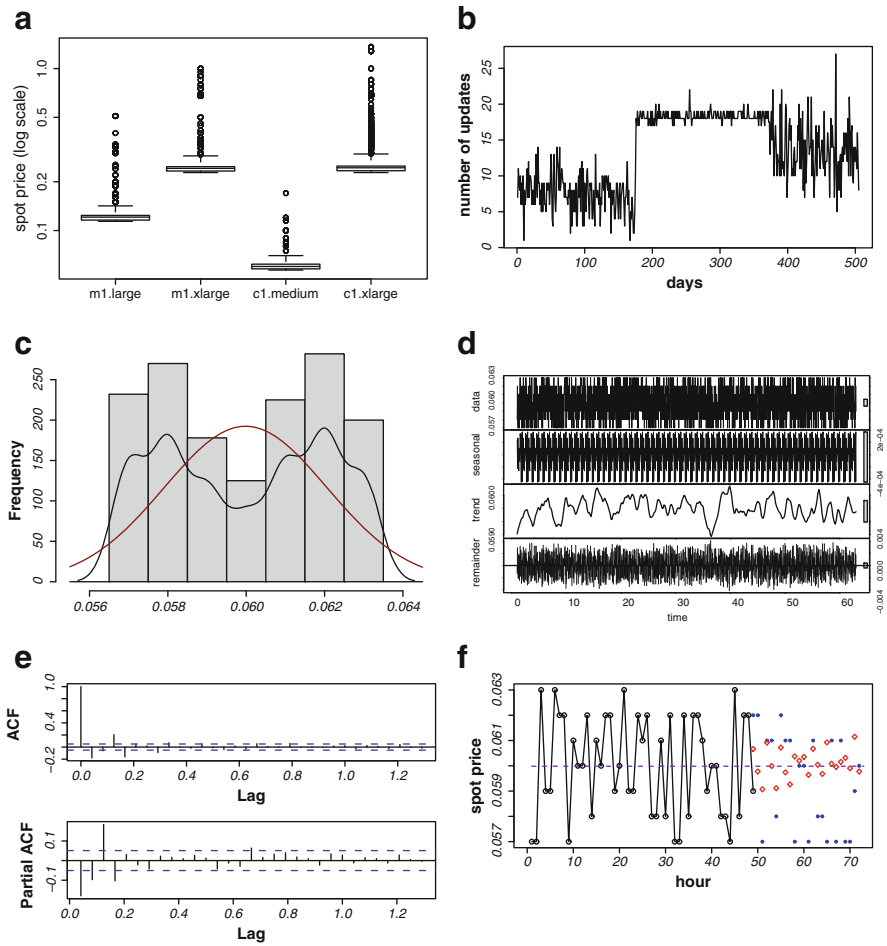 a
spot price (log scale)
1.0
0.5
0.2
0.1
m1.large m1.xlarge c1.medium c1.xlarge
b
number of updates
25
20
15
10
5
0
0 100 200 300 400 500
days
c
Frequency
250
200
150
100
50
0
0.056 0.058 0.060 0.062 0.064
d
data
0.063
0.060
0.057
seasonal
2e-04
-4e-04
trend
0.0600
0.0590
remainder
0.004
0.000
-0.004
0 10 20 30 40 50 60
time
e
ACF
1.0
0.4
-0.2
0.0 0.2 0.4 0.6 0.8 1.0 1.2
Lag
Partial ACF
0.1
-0.1
0.0 0.2 0.4 0.6 0.8 1.0 1.2
Lag
f
spot price
0.063
0.061
0.059
0.057
0 10 20 30 40 50 60 70
hour